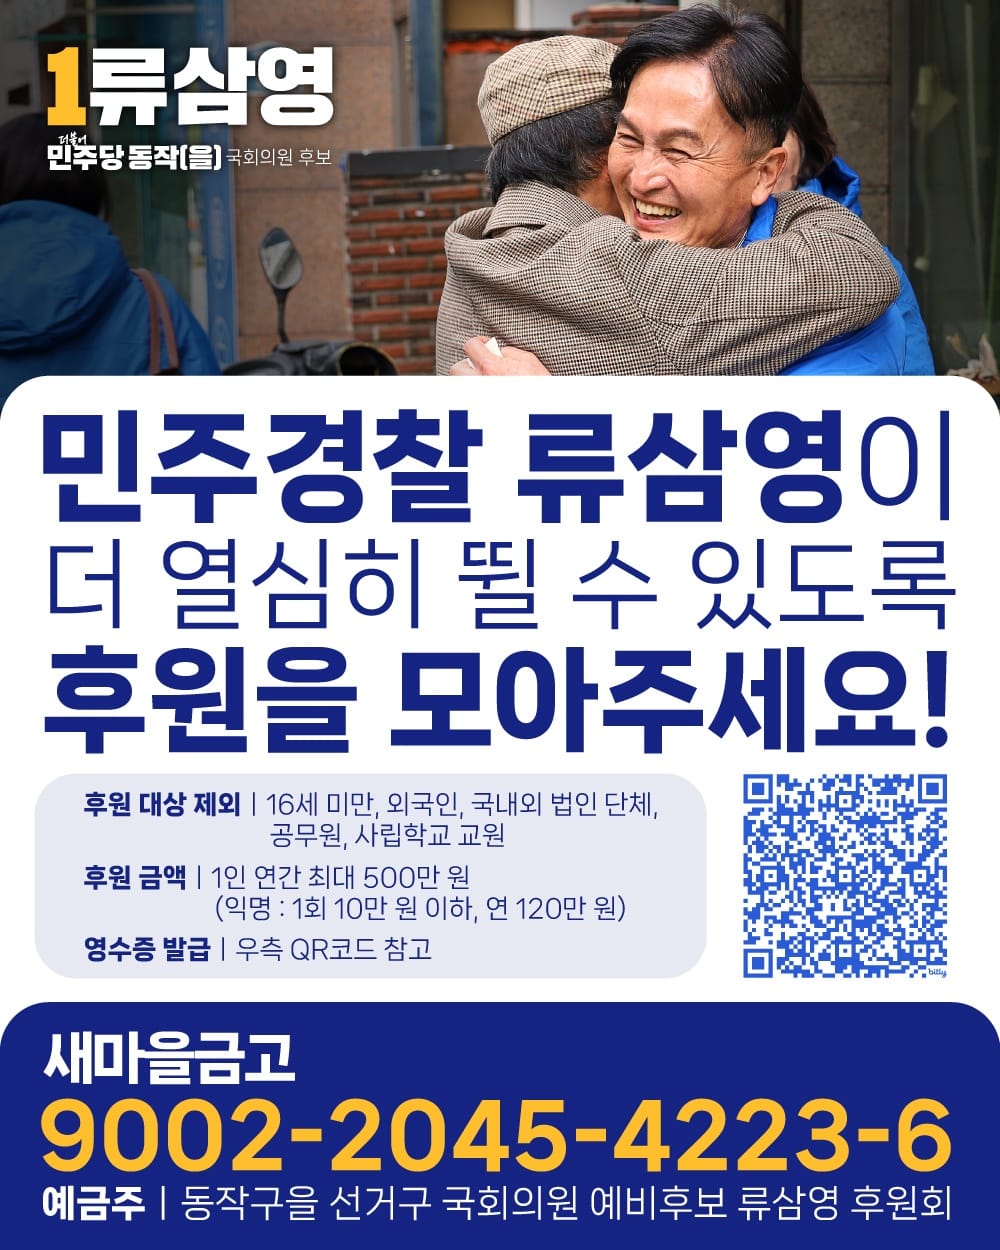 1류삼영
더불어
민주당 동작(을) 국회의원 후보
민주경찰 류삼영이
더 열심히 뛸 수 있도록
후원을 모아주세요!
후원 대상 제외 | 16세 미만, 외국인, 국내외 법인 단체,
공무원, 사립학교 교원
후원 금액 | 1인 연간 최대 500만 원
(익명 : 1회 10만 원 이하, 연 120만 원)
영수증 발급 | 우측 QR코드 참고
bitly
새마을금고
9002-2045-4223-6
예금주 | 동작구을 선거구 국회의원 예비후보 류삼영 후원회